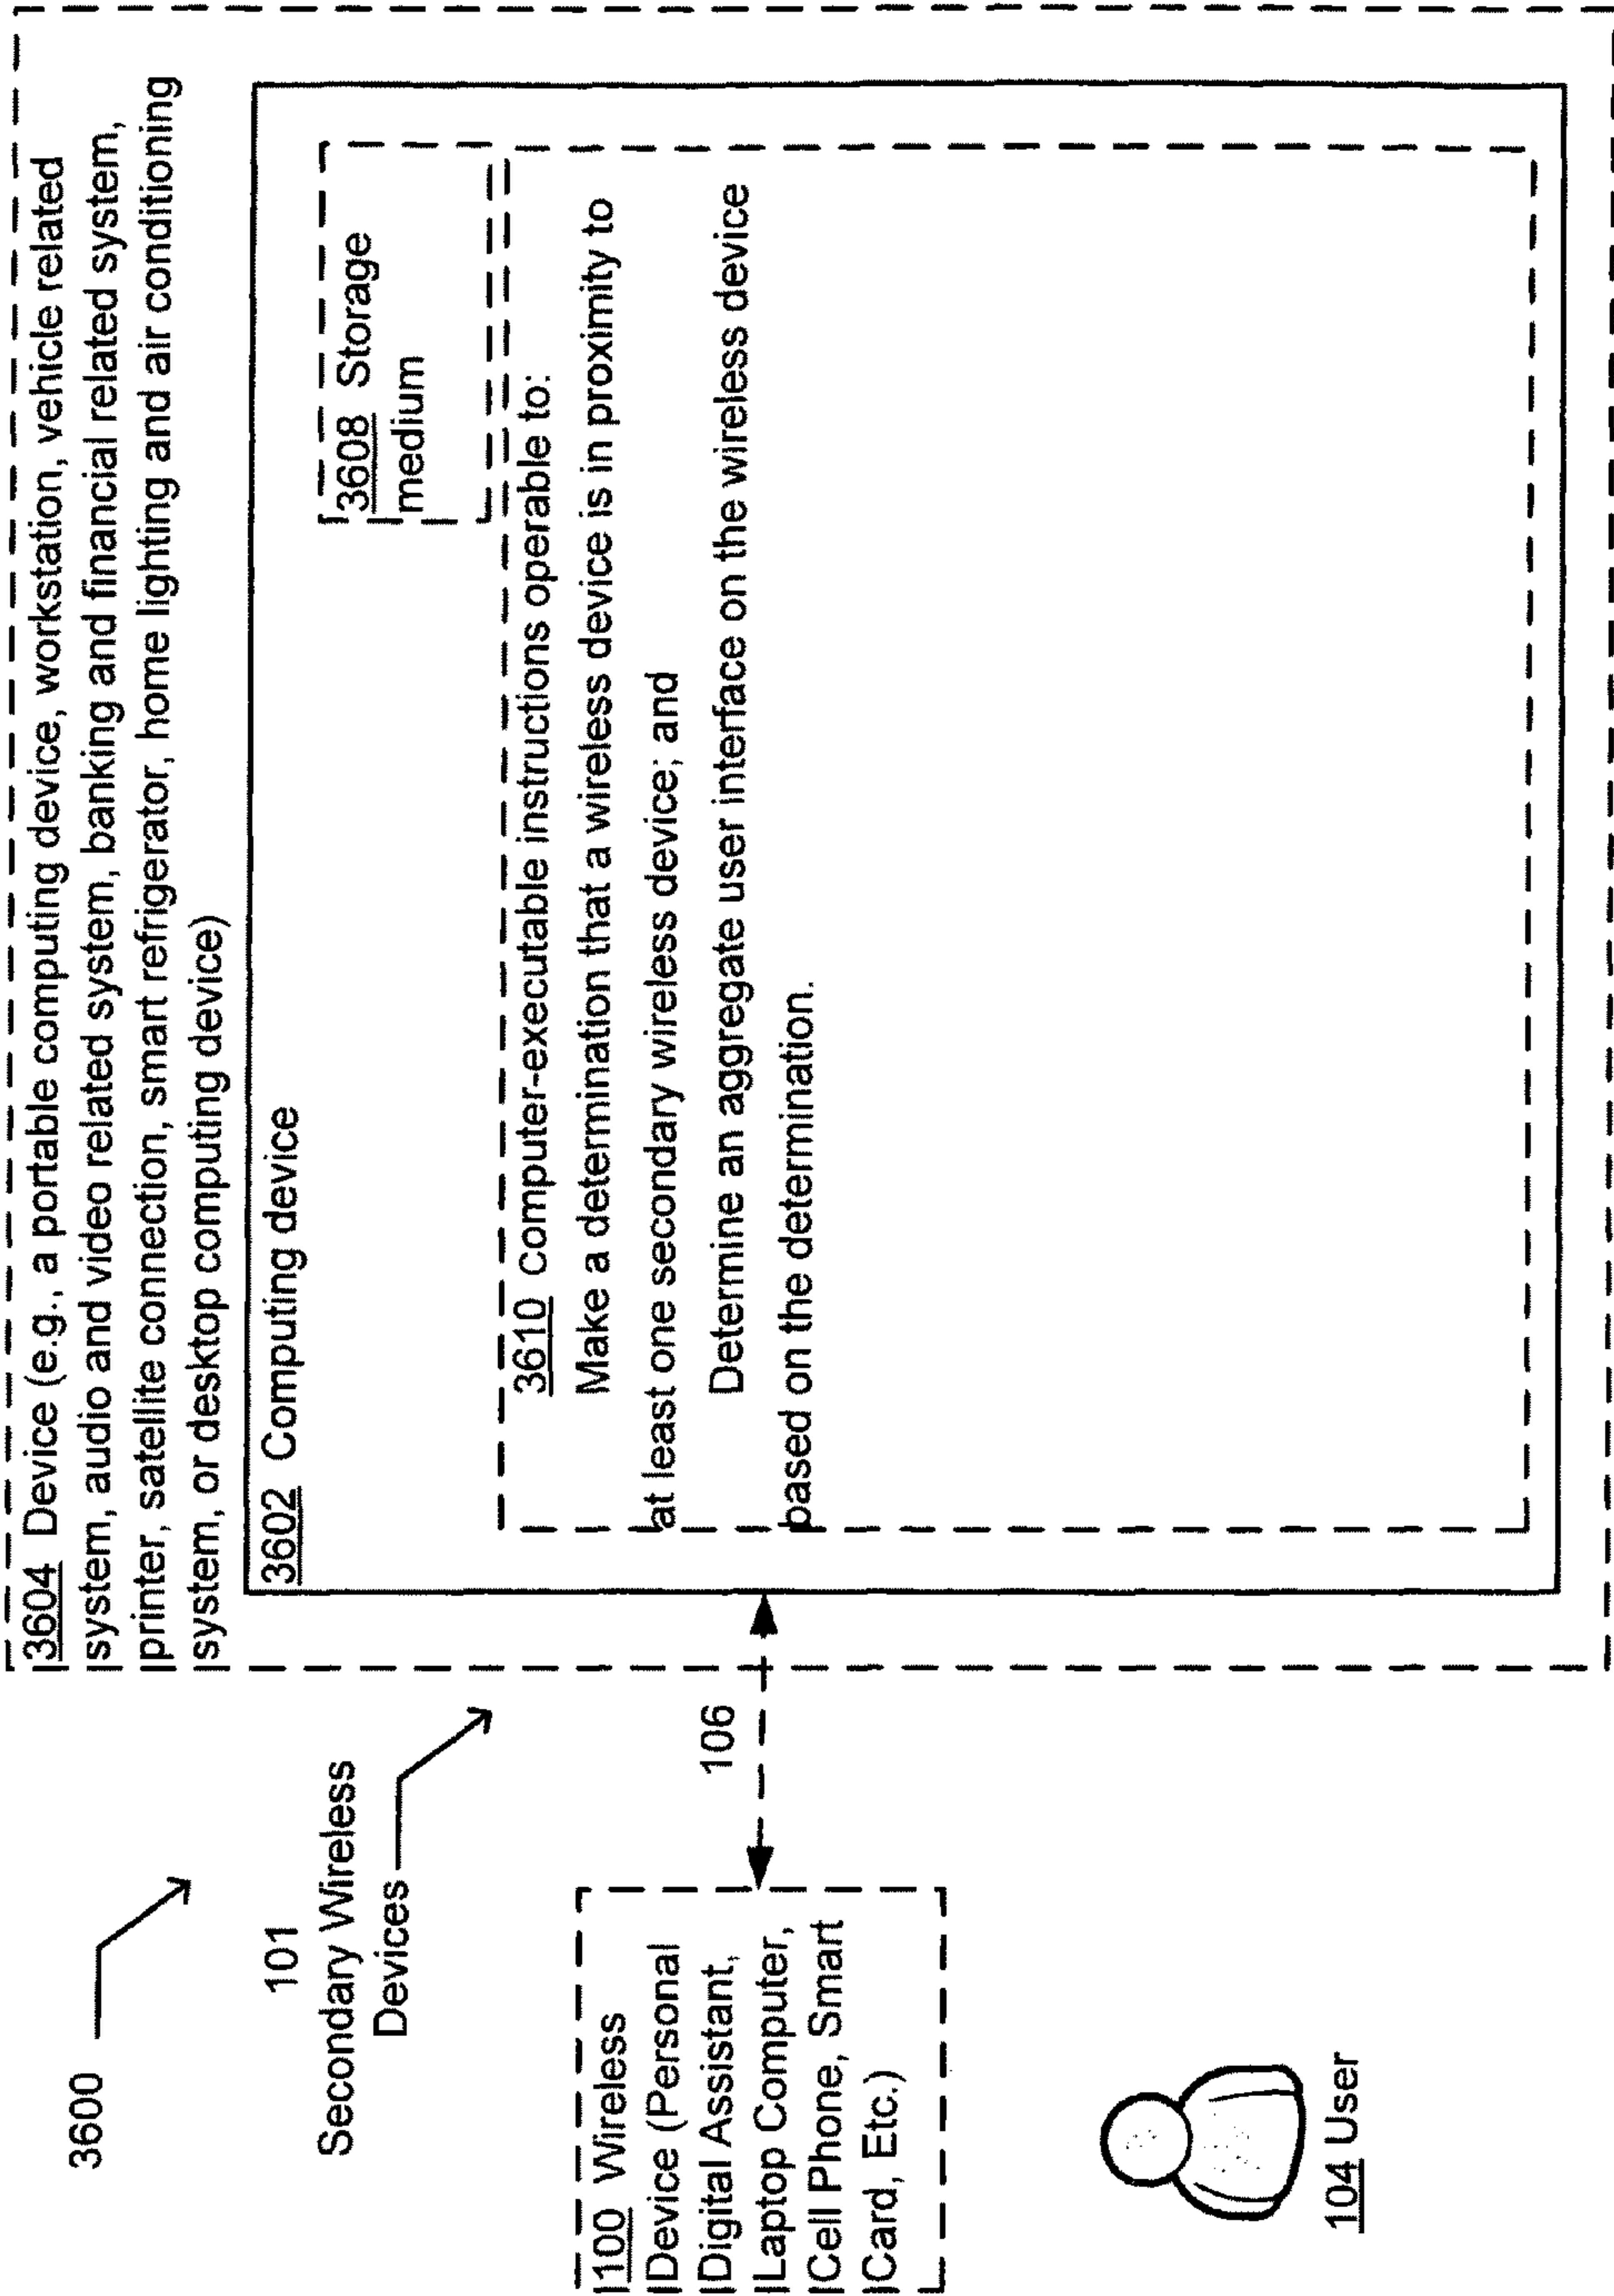 3600
101
Secondary Wireless
Devices
100 Wireless
Device (Personal
Digital Assistant,
Laptop Computer,
Cell Phone, Smart
Card, Etc.)
104 User
106
3604 Device (e.g., a portable computing device, workstation, vehicle related
system, audio and video related system, banking and financial related system,
printer, satellite connection, smart refrigerator, home lighting and air conditioning
system, or desktop computing device)
3602 Computing device
3608 Storage
medium
3610 Computer-executable instructions operable to:
Make a determination that a wireless device is in proximity to
at least one secondary wireless device; and
Determine an aggregate user interface on the wireless device
based on the determination.